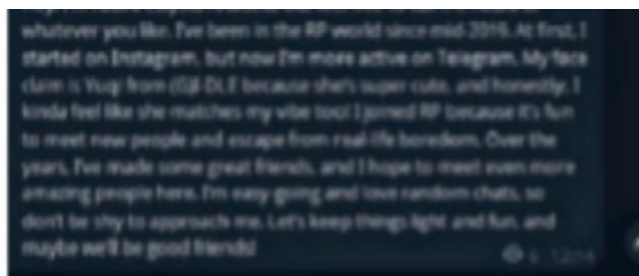 whatever you like. I've been in the RP world since mid-2018. At first, I
started on Instagram, but now I'm more active on Telegram. My face
claim is Yuqi from (G)I-DLE because she's super cute, and honestly, I
kinda feel like she matches my vibe too! I joined RP because it's fun
to meet new people and escape from real-life boredom. Over the
years, I've made some great friends, and I hope to meet even more
amazing people here. I'm easy-going and love random chats, so
don't be shy to approach me. Let's keep things light and fun, and
maybe we'll be good friends!